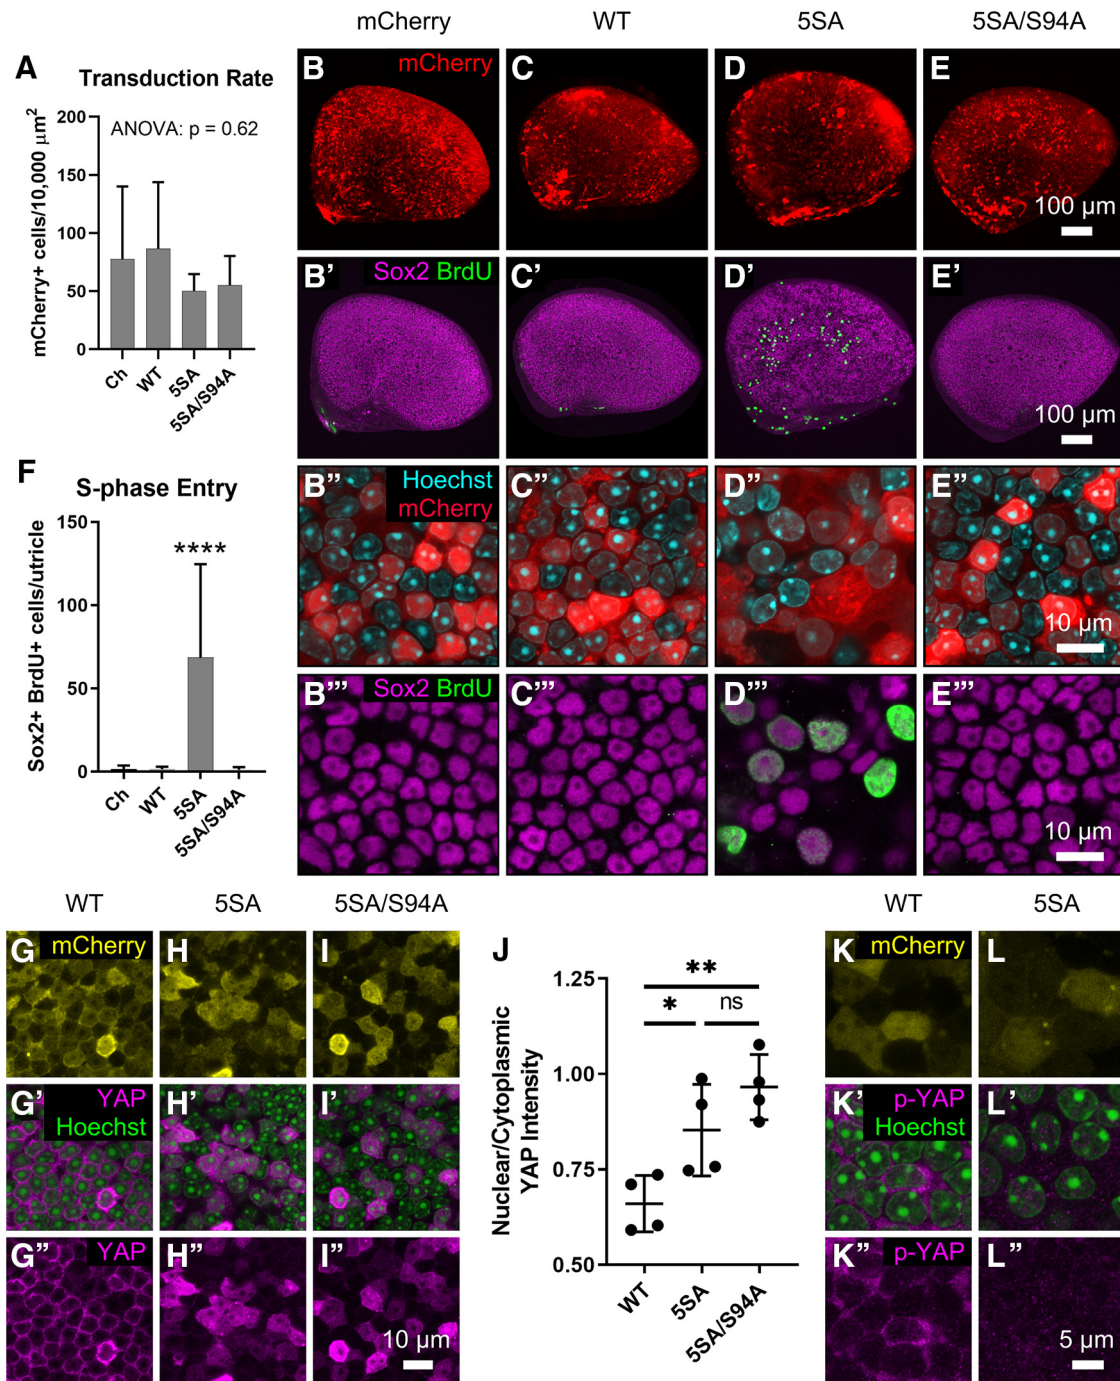 mCherry WT 5SA 5SA/S94A
A Transduction Rate
ANOVA: p = 0.62
mCherry+ cells/10,000 µm²
200
150
100
50
0
Ch WT 5SA 5SA/S94A
B mCherry C D E
100 µm
B' Sox2 BrdU C' D' E'
100 µm
F S-phase Entry
Sox2+ BrdU+ cells/utricle
150
100
50
0
****
Ch WT 5SA 5SA/S94A
B'' Hoechst C'' D'' E''
mCherry
10 µm
B''' Sox2 BrdU C''' D''' E'''
10 µm
WT 5SA 5SA/S94A
G mCherry H I
G' YAP H' I'
Hoechst
G'' YAP H'' I''
10 µm
J
Nuclear/Cytoplasmic
YAP Intensity
1.25
1.00
0.75
0.50
**
* ns
WT 5SA 5SA/S94A
WT 5SA
K mCherry L
K' p-YAP L'
Hoechst
K'' p-YAP L''
5 µm